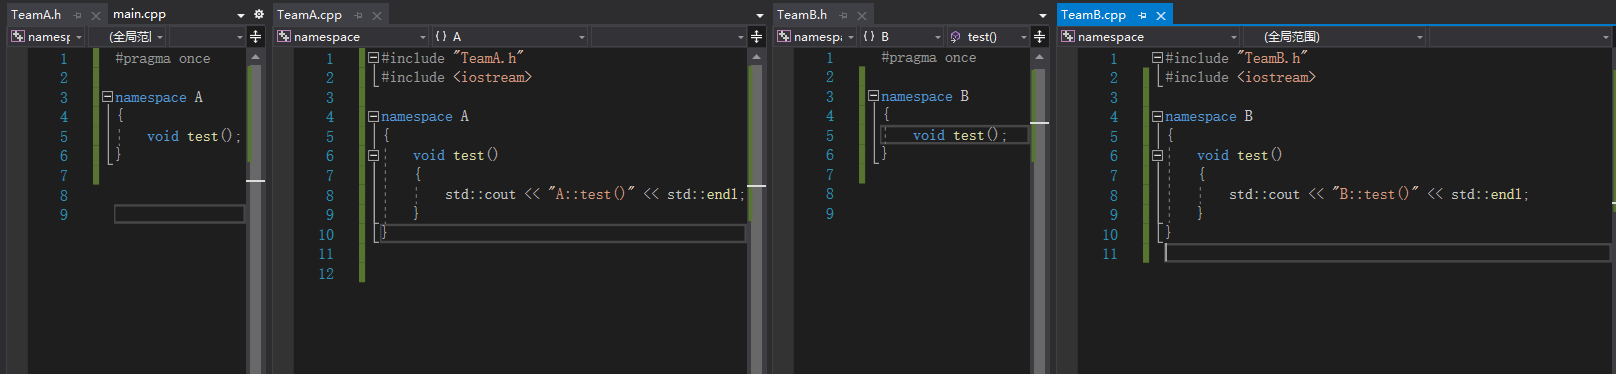 TeamA.h main.cpp
namesp (全局范围
1 #pragma once
2
3 namespace A
4 {
5 void test();
6 }
7
8
9
TeamA.cpp
namespace {} A
1 #include "TeamA.h"
2 #include <iostream>
3
4 namespace A
5 {
6 void test()
7 {
8 std::cout << "A::test()" << std::endl;
9 }
10 }
11
12
TeamB.h
namespa {} B test()
1 #pragma once
2
3 namespace B
4 {
5 void test();
6 }
7
8
9
TeamB.cpp
namespace (全局范围)
1 #include "TeamB.h"
2 #include <iostream>
3
4 namespace B
5 {
6 void test()
7 {
8 std::cout << "B::test()" << std::endl;
9 }
10 }
11